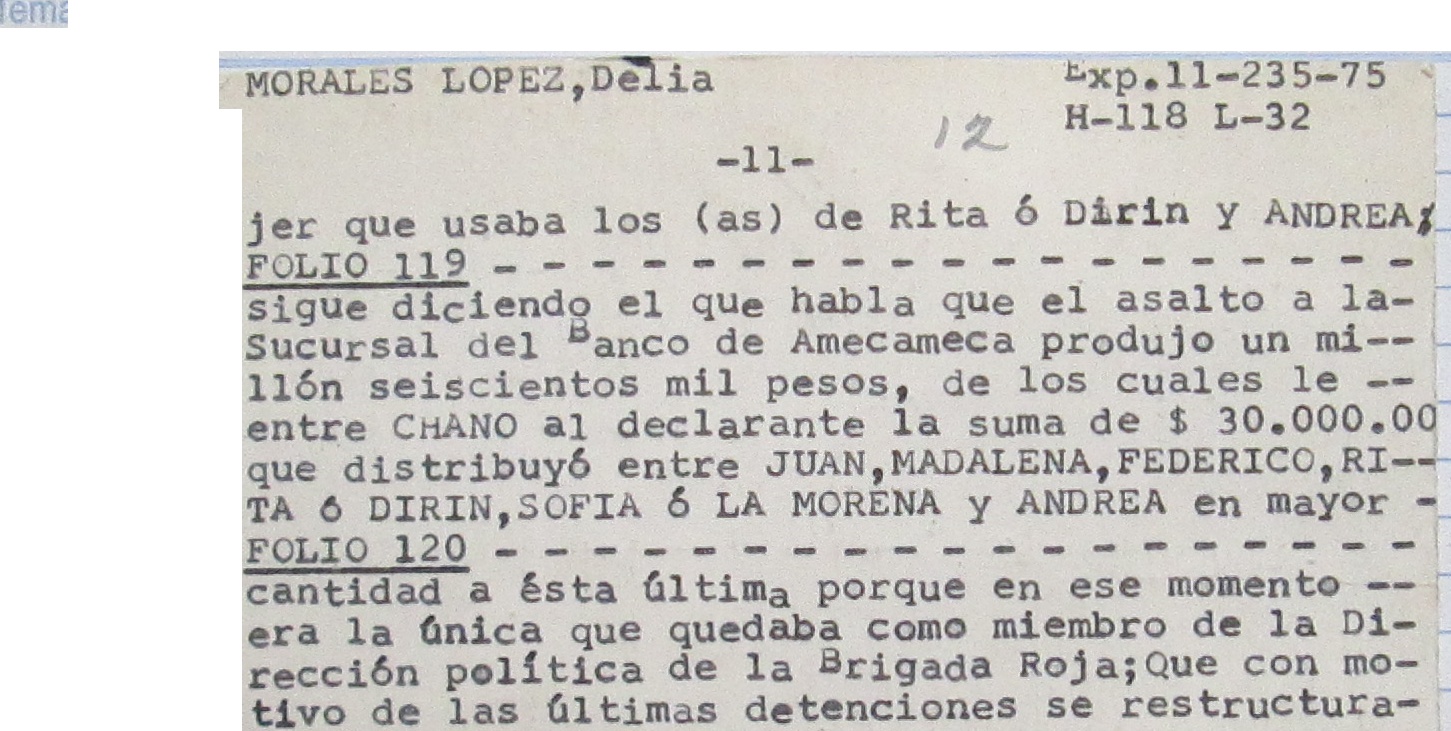 MORALES LOPEZ,Delia
Exp.11-235-75
H-118 L-32
12
-11-
jer que usaba los (as) de Rita ó Dirin y ANDREA;
FOLIO 119 - - - - - - - - - - - - - - - - - - -
sigue diciendo el que habla que el asalto a la-
Sucursal del Banco de Amecameca produjo un mi--
llón seiscientos mil pesos, de los cuales le --
entre CHANO al declarante la suma de $ 30.000.00
que distribuyó entre JUAN,MADALENA,FEDERICO,RI--
TA ó DIRIN,SOFIA ó LA MORENA y ANDREA en mayor -
FOLIO 120 - - - - - - - - - - - - - - - - - - -
cantidad a ésta última porque en ese momento --
era la única que quedaba como miembro de la Di-
rección política de la Brigada Roja;Que con mo-
tivo de las últimas detenciones se restructura-